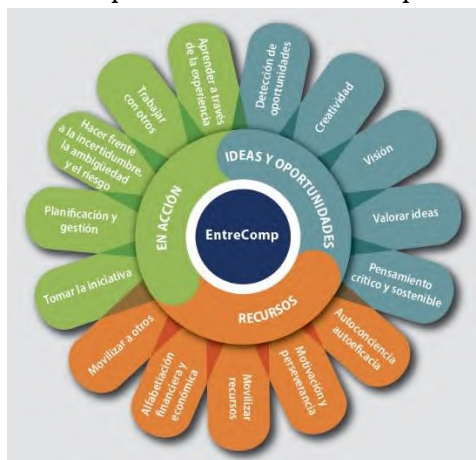 EntreComp
IDEAS Y OPORTUNIDADES
Detección de
oportunidades
Creatividad
Visión
Valorar ideas
Pensamiento
crítico y sostenible
RECURSOS
Autoconciencia
autoeficacia
Motivación y
perseverancia
Movilizar
recursos
Alfabetiación
financiera y
económica
Movilizar a otros
EN ACCIÓN
Tomar la iniciativa
Planificación y
gestión
Hacer frente
a la incertidumbre,
la ambigüedad
y el riesgo
Trabajar
con otros
Aprender a través
de la experiencia